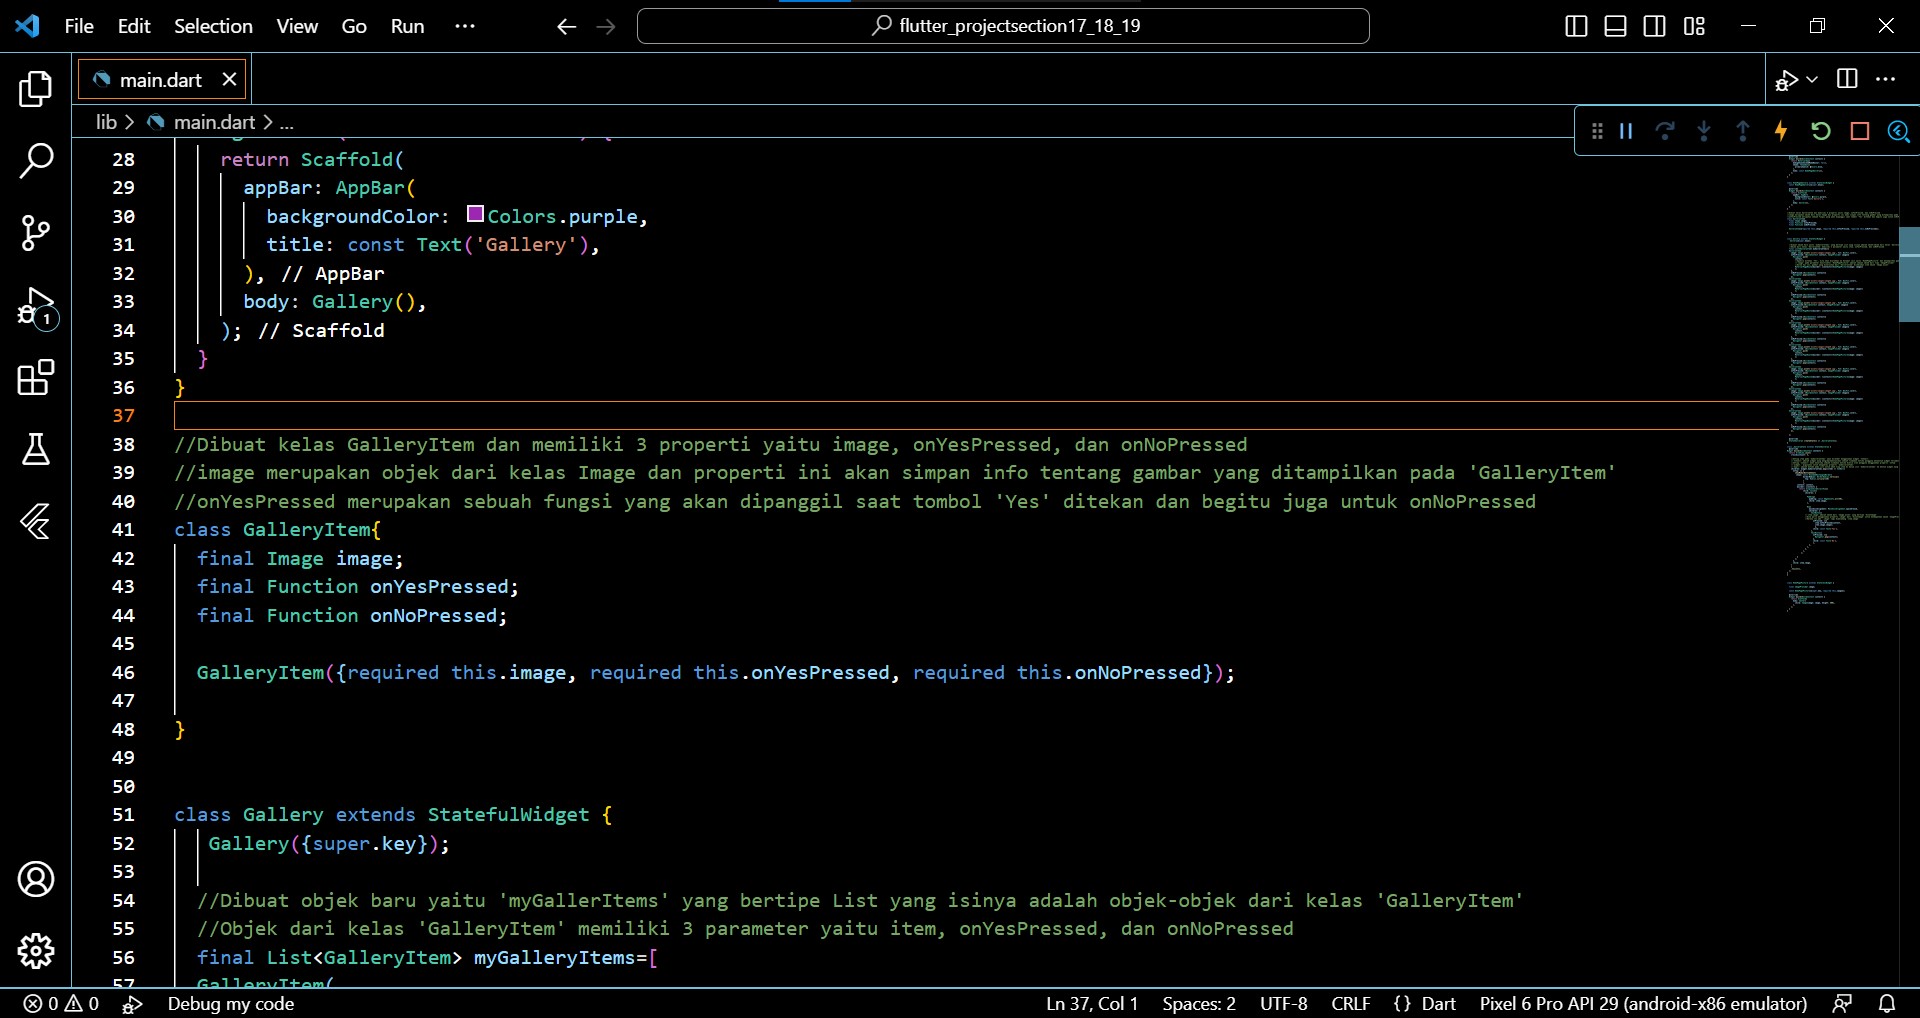 File Edit Selection View Go Run ···
flutter_projectsection17_18_19
main.dart
lib > main.dart > ...
28 return Scaffold(
29 appBar: AppBar(
30 backgroundColor: Colors.purple,
31 title: const Text('Gallery'),
32 ), // AppBar
33 body: Gallery(),
34 ); // Scaffold
35 }
36 }
37
38 //Dibuat kelas GalleryItem dan memiliki 3 properti yaitu image, onYesPressed, dan onNoPressed
39 //image merupakan objek dari kelas Image dan properti ini akan simpan info tentang gambar yang ditampilkan pada 'GalleryItem'
40 //onYesPressed merupakan sebuah fungsi yang akan dipanggil saat tombol 'Yes' ditekan dan begitu juga untuk onNoPressed
41 class GalleryItem{
42 final Image image;
43 final Function onYesPressed;
44 final Function onNoPressed;
45
46 GalleryItem({required this.image, required this.onYesPressed, required this.onNoPressed});
47
48 }
49
50
51 class Gallery extends StatefulWidget {
52 Gallery({super.key});
53
54 //Dibuat objek baru yaitu 'myGallerItems' yang bertipe List yang isinya adalah objek-objek dari kelas 'GalleryItem'
55 //Objek dari kelas 'GalleryItem' memiliki 3 parameter yaitu item, onYesPressed, dan onNoPressed
56 final List<GalleryItem> myGalleryItems=[
57 GalleryItem(
1
0 0 Debug my code Ln 37, Col 1 Spaces: 2 UTF-8 CRLF {} Dart Pixel 6 Pro API 29 (android-x86 emulator)